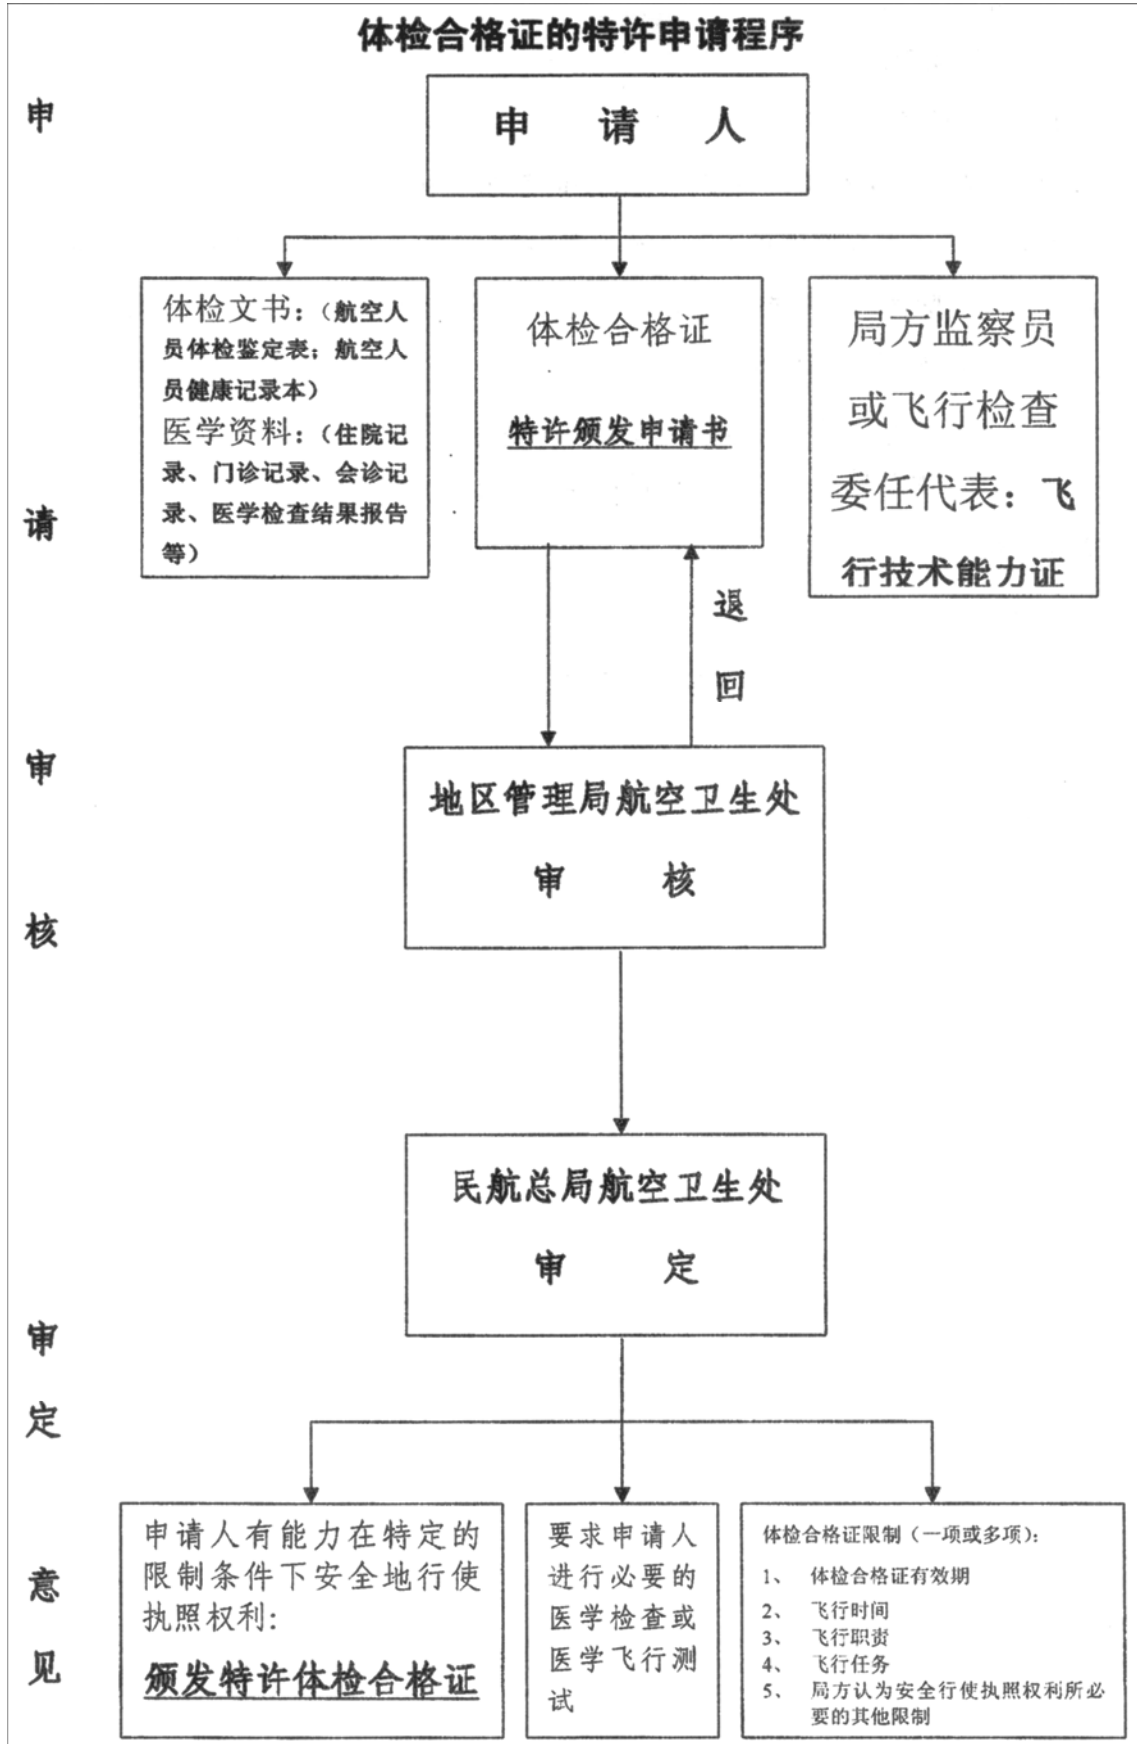 体检合格证的特许申请程序
申
请
审
核
审
定
意
见
申 请 人
体检文书：（航空人
员体检鉴定表；航空人
员健康记录本）
医学资料：（住院记
录、门诊记录、会诊记
录、医学检查结果报告
等）
体检合格证
特许颁发申请书
局方监察员
或飞行检查
委任代表：飞
行技术能力证
退
回
地区管理局航空卫生处
审 核
民航总局航空卫生处
审 定
申请人有能力在特定的
限制条件下安全地行使
执照权利：
颁发特许体检合格证
要求申请人
进行必要的
医学检查或
医学飞行测
试
体检合格证限制（一项或多项）：
1、 体检合格证有效期
2、 飞行时间
3、 飞行职责
4、 飞行任务
5、 局方认为安全行使执照权利所必
要的其他限制